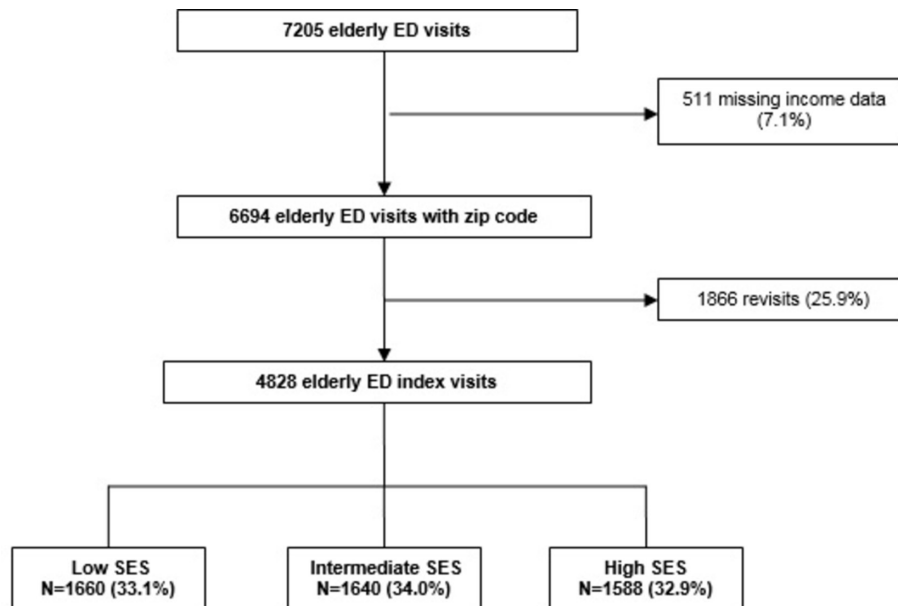 7205 elderly ED visits
511 missing income data
(7.1%)
6694 elderly ED visits with zip code
1866 revisits (25.9%)
4828 elderly ED index visits
Low SES
N=1660 (33.1%)
Intermediate SES
N=1640 (34.0%)
High SES
N=1588 (32.9%)